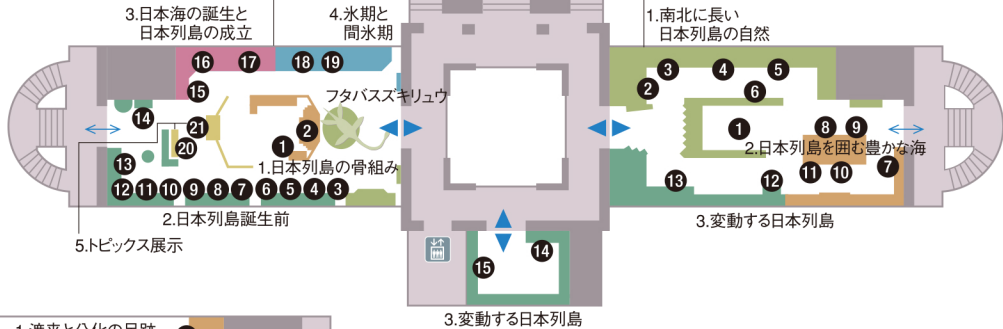 3.日本海の誕生と
日本列島の成立
4.氷期と
間氷期
1.南北に長い
日本列島の自然
16 17 18 19
15
14
フタバスズキリュウ
21
20
2
1
1.日本列島の骨組み
13
12 11 10 9 8 7 6 5 4 3
2.日本列島誕生前
5.トピックス展示
3 4 5
2
6
1
8 9
2.日本列島を囲む豊かな海
11 10
7
13
12
3.変動する日本列島
14
15
3.変動する日本列島